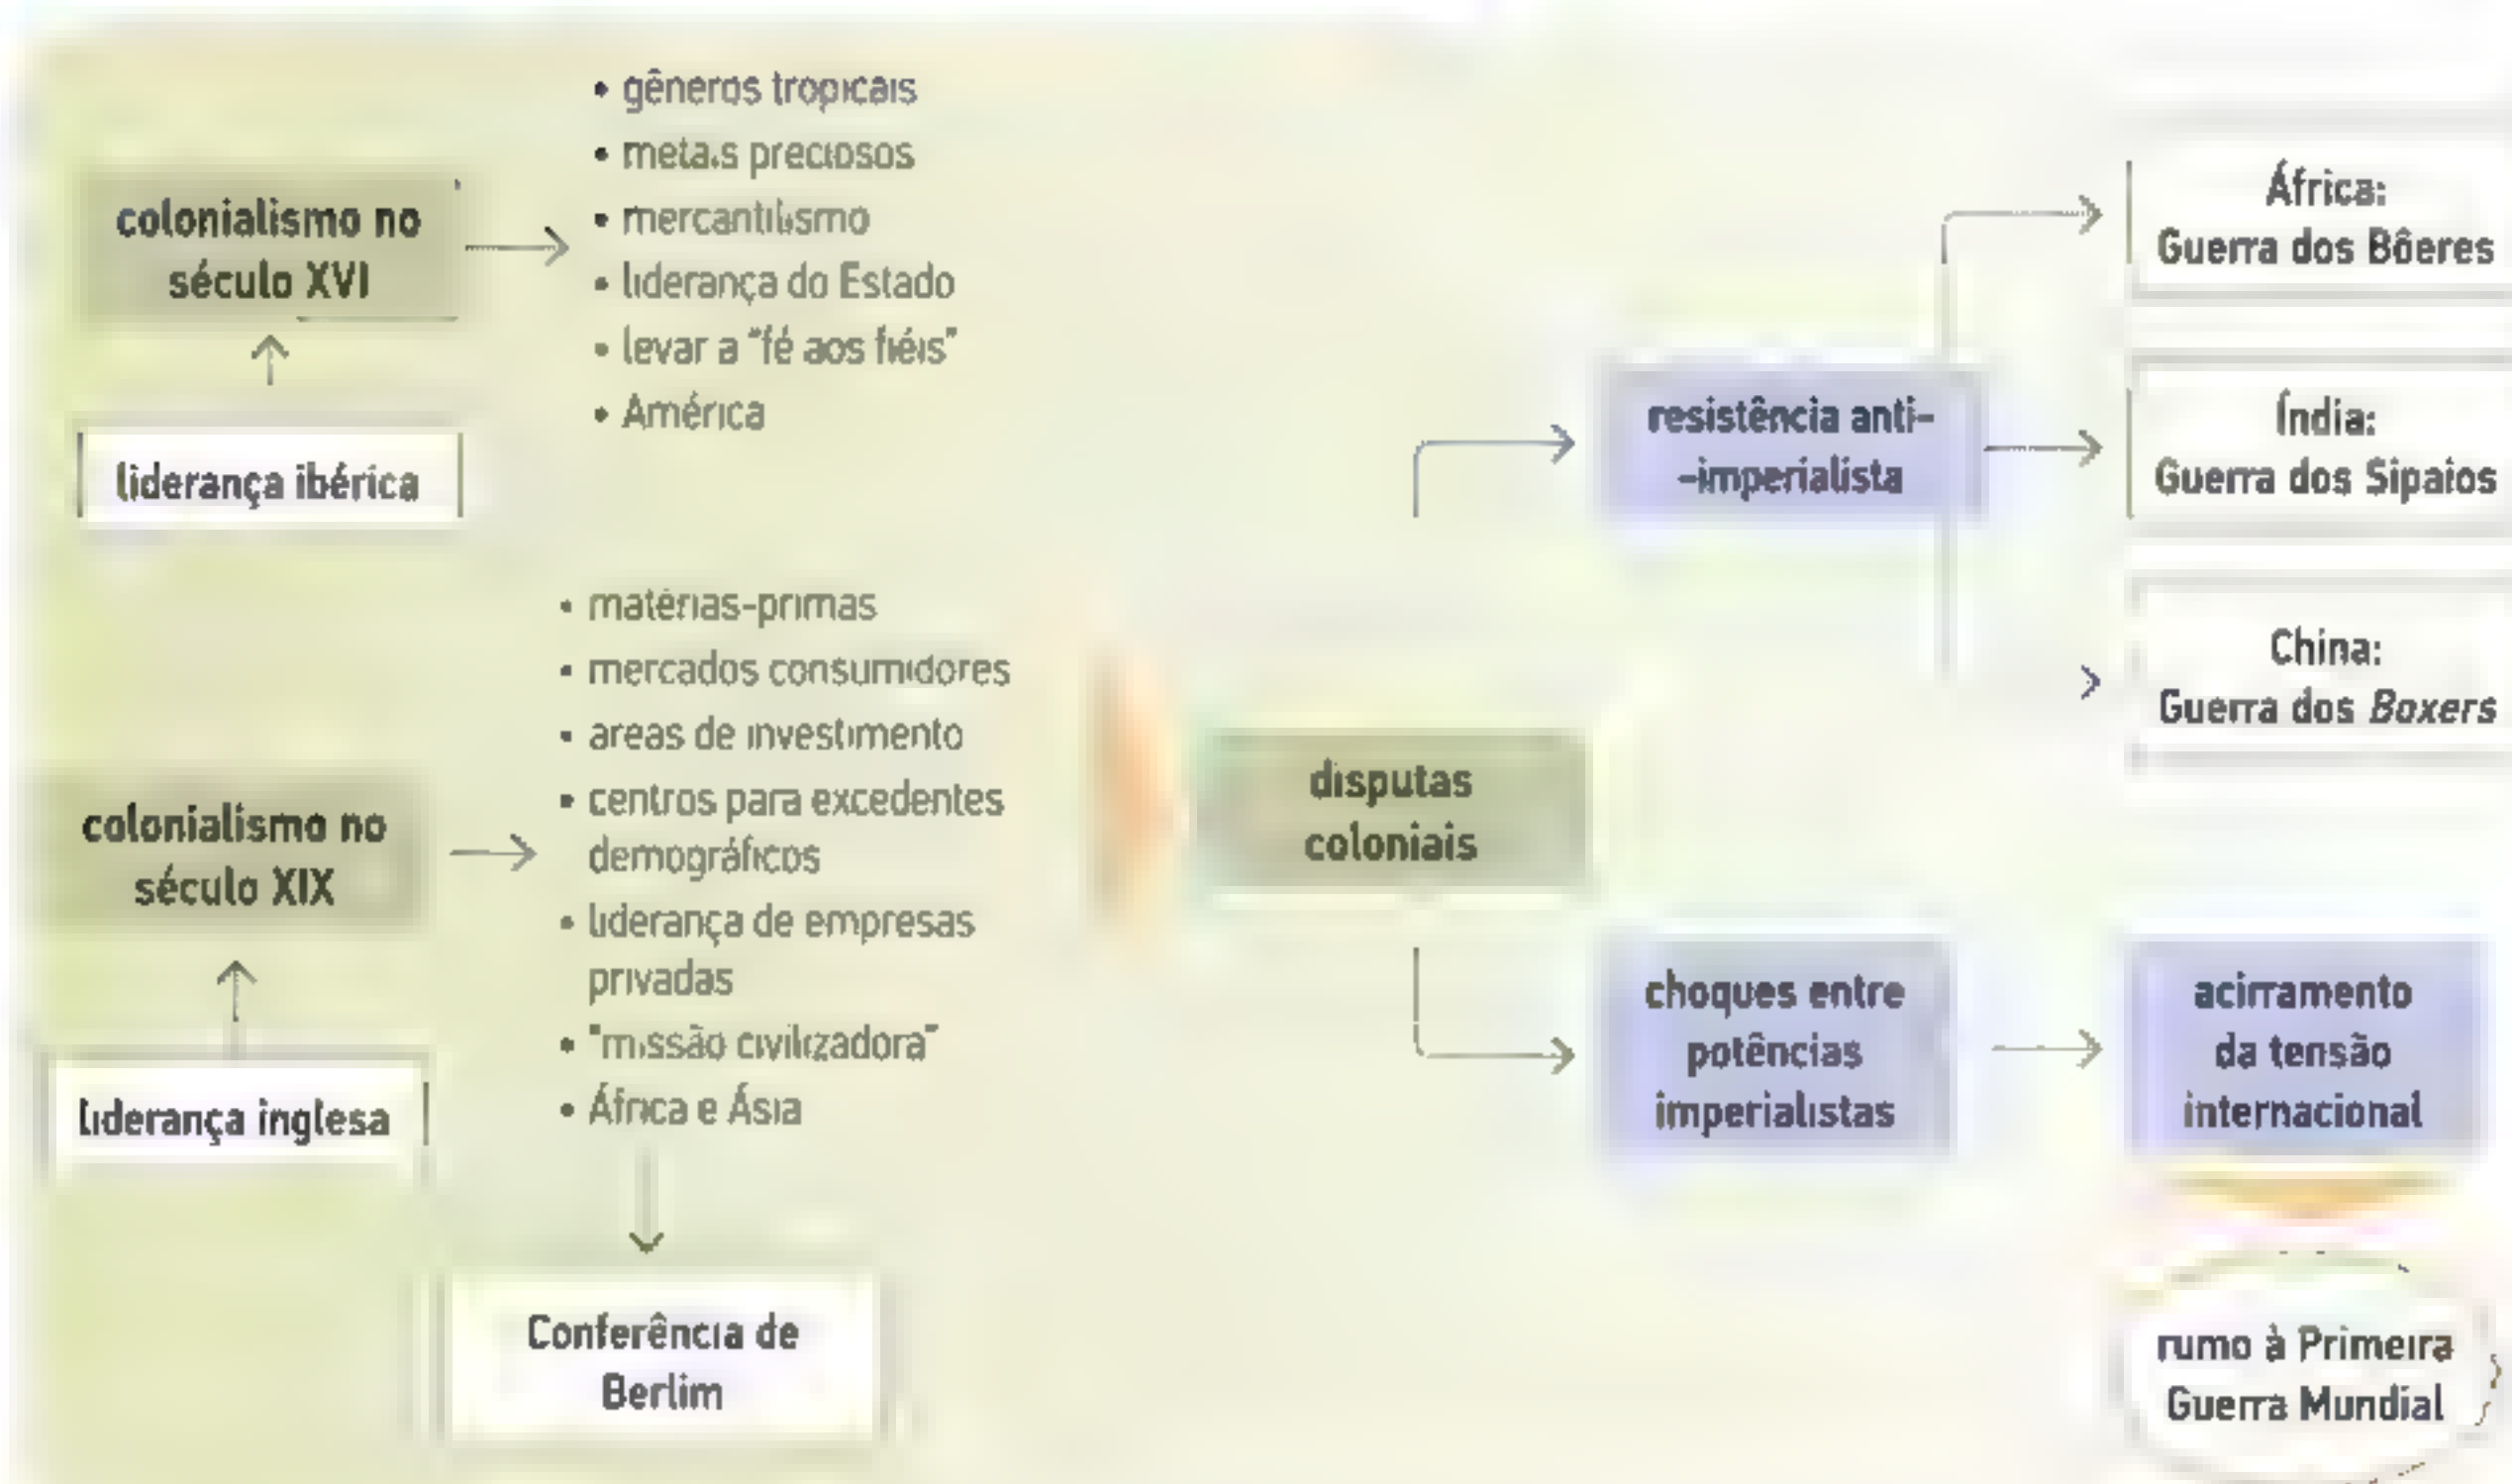 colonialismo no
século XVI
liderança ibérica
• gêneros tropicais
• metais preciosos
• mercantilismo
• liderança do Estado
• levar a "fé aos fiéis"
• América
colonialismo no
século XIX
liderança inglesa
• matérias-primas
• mercados consumidores
• áreas de investimento
• centros para excedentes
demográficos
• liderança de empresas
privadas
• "missão civilizadora"
• África e Ásia
Conferência de
Berlim
disputas
coloniais
resistência anti-
-imperialista
África:
Guerra dos Bôeres
Índia:
Guerra dos Sipaios
China:
Guerra dos Boxers
choques entre
potências
imperialistas
acirramento
da tensão
internacional
rumo à Primeira
Guerra Mundial